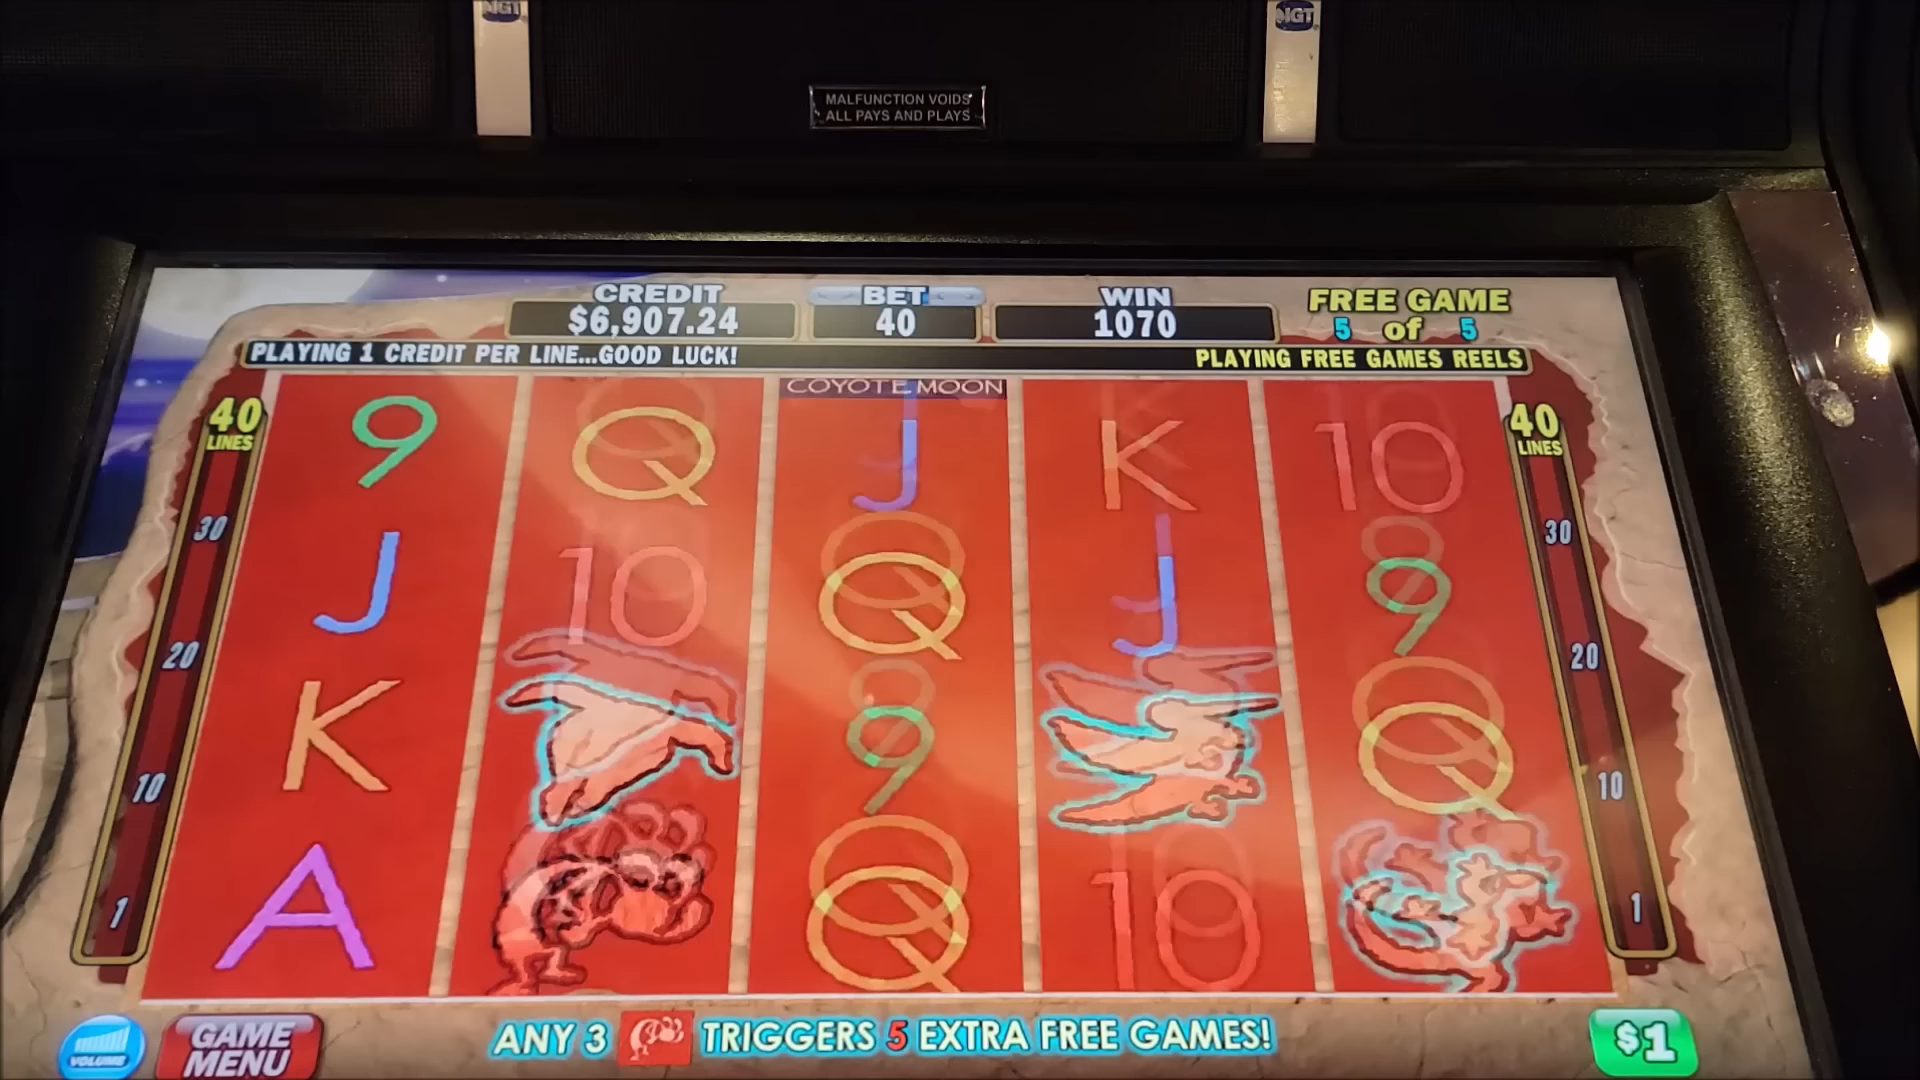 IGT
IGT
MALFUNCTION VOIDS
ALL PAYS AND PLAYS
CREDIT
$6,907.24
BET
40
WIN
1070
FREE GAME
5 of 5
PLAYING 1 CREDIT PER LINE...GOOD LUCK!
PLAYING FREE GAMES REELS
COYOTE MOON
40
LINES
30
20
10
1
9 Q J K 10
J 10 Q J 9
K 9 Q
A Q 10
40
LINES
30
20
10
1
VOLUME
GAME
MENU
ANY 3 TRIGGERS 5 EXTRA FREE GAMES!
$1